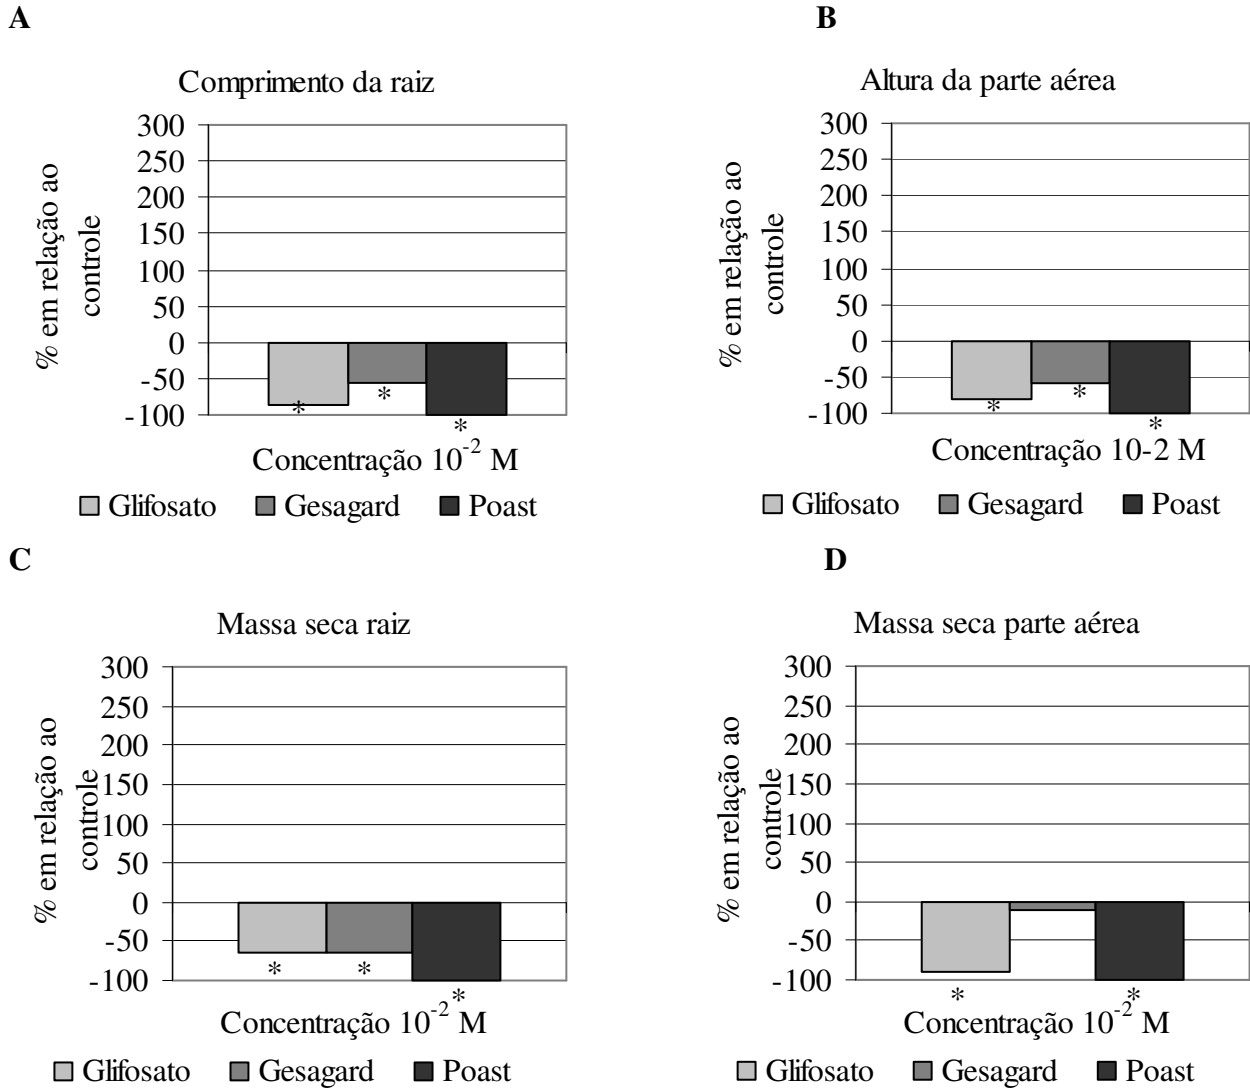 A
B
Comprimento da raiz
Altura da parte aérea
% em relação ao
controle
300
250
200
150
100
50
0
-50
-100
*
*
*
Concentração 10⁻² M
Glifosato Gesagard Poast
% em relação ao
controle
300
250
200
150
100
50
0
-50
-100
*
*
*
Concentração 10-2 M
Glifosato Gesagard Poast
C
D
Massa seca raiz
Massa seca parte aérea
% em relação ao
controle
300
250
200
150
100
50
0
-50
-100
*
*
*
Concentração 10⁻² M
Glifosato Gesagard Poast
% em relação ao
controle
300
250
200
150
100
50
0
-50
-100
*
*
Concentração 10⁻² M
Glifosato Gesagard Poast